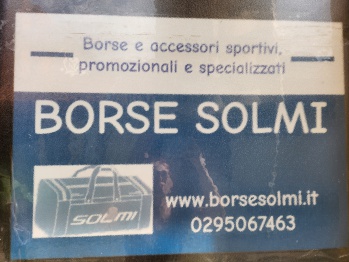 Borse e accessori sportivi,
promozionali e specializzati
BORSE SOLMI
SOLMI
www.borsesolmi.it
0295067463